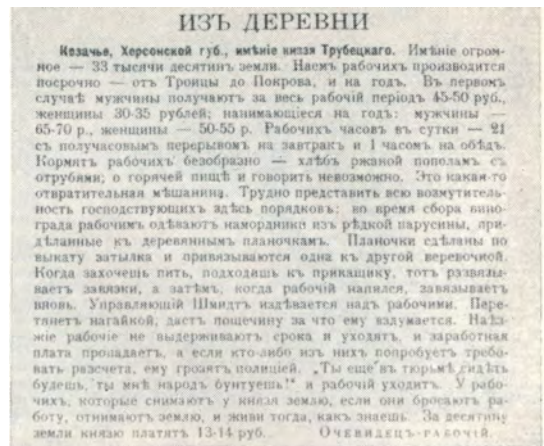 ИЗЪ ДЕРЕВНИ
Казачье, Херсонской губ., имѣніе князя Трубецкаго. Имѣніе огром-
ное — 33 тысячи десятинъ земли. Наемъ рабочихъ производится
посрочно — отъ Троицы до Покрова, и на годъ. Въ первомъ
случаѣ мужчины получаютъ за весь рабочій періодъ 45-50 руб.,
женщины 30-35 рублей; нанимающіеся на годъ: мужчины —
65-70 р., женщины — 50-55 р. Рабочихъ часовъ въ сутки — 21
съ получасовымъ перерывомъ на завтракъ и 1 часомъ на обѣдъ.
Кормятъ рабочихъ безобразно — хлѣбъ ржаной пополамъ съ
отрубями; о горячей пищѣ и говорить невозможно. Это какая-то
отвратительная мѣшанина. Трудно представить всю возмутитель-
ность господствующихъ здѣсь порядковъ: во время сбора вино-
града рабочимъ одѣваютъ намордники изъ рѣдкой парусины, при-
дѣланные къ деревяннымъ планочкамъ. Планочки сдѣланы по
выкату затылка и привязываются одна къ другой веревочкой.
Когда захочешь пить, подходишь къ приказчику, тотъ развязы-
ваетъ завязки, а затѣмъ, когда рабочій напился, завязываетъ
вновь. Управляющій Шмидтъ издѣвается надъ рабочими. Пере-
тянетъ нагайкой, дастъ пощечину за что ему вздумается. Наѣз-
жіе рабочіе не выдерживаютъ срока и уходятъ, и заработная
плата пропадаетъ, а если кто-либо изъ нихъ попробуетъ требо-
вать разсчета, ему грозятъ полиціей. „Ты еще въ тюрьмѣ сидѣть
будешь, ты мнѣ народъ бунтуешь!“ и рабочій уходитъ. У рабо-
чихъ, которые снимаютъ у князя землю, если они бросаютъ ра-
боту, отнимаютъ землю, и живи тогда, какъ знаешь. За десятину
земли князю платятъ 13-14 руб. Очевидецъ-рабочій.